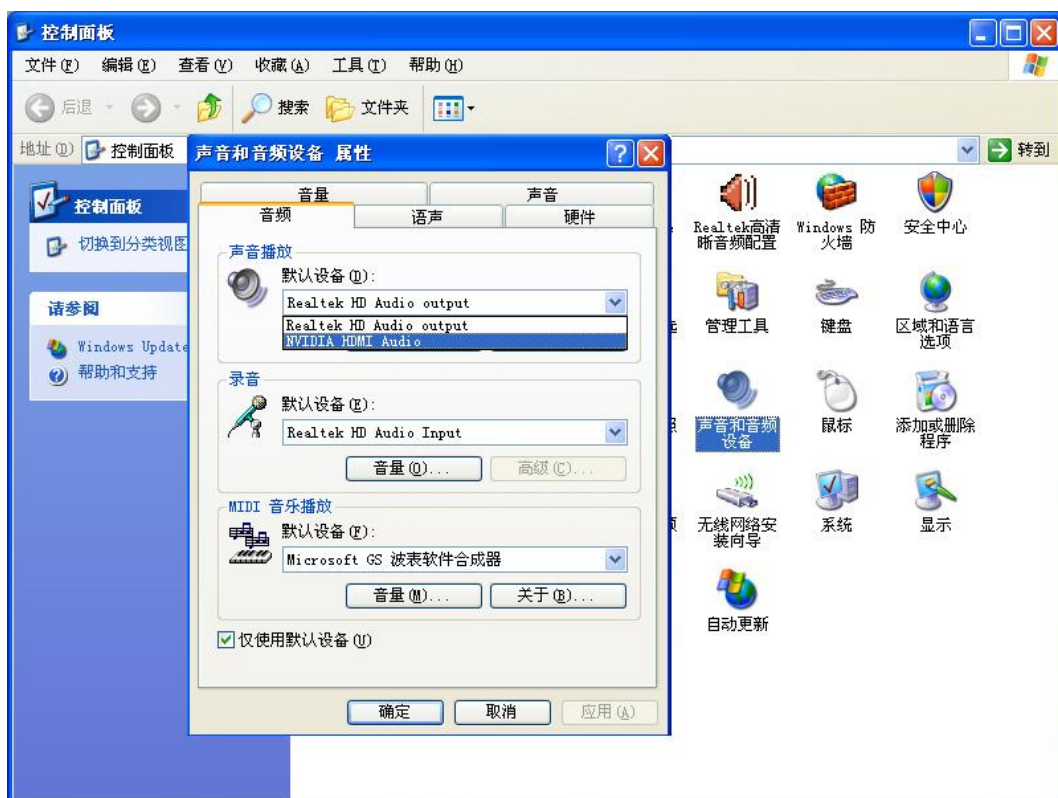 控制面板
文件(F) 编辑(E) 查看(V) 收藏(A) 工具(T) 帮助(H)
后退 搜索 文件夹
地址(D) 控制面板 转到
控制面板
切换到分类视图
请参阅
Windows Update
帮助和支持
声音和音频设备 属性
音量 声音
音频 语声 硬件
声音播放
默认设备(D):
Realtek HD Audio output
Realtek HD Audio output
NVIDIA HDMI Audio
录音
默认设备(E):
Realtek HD Audio Input
音量(O)... 高级(C)...
MIDI 音乐播放
默认设备(F):
Microsoft GS 波表软件合成器
音量(M)... 关于(B)...
仅使用默认设备(U)
确定 取消 应用(A)
Realtek高清晰音频配置
Windows 防火墙
安全中心
管理工具
键盘
区域和语言选项
声音和音频设备
鼠标
添加或删除程序
无线网络安装向导
系统
显示
自动更新